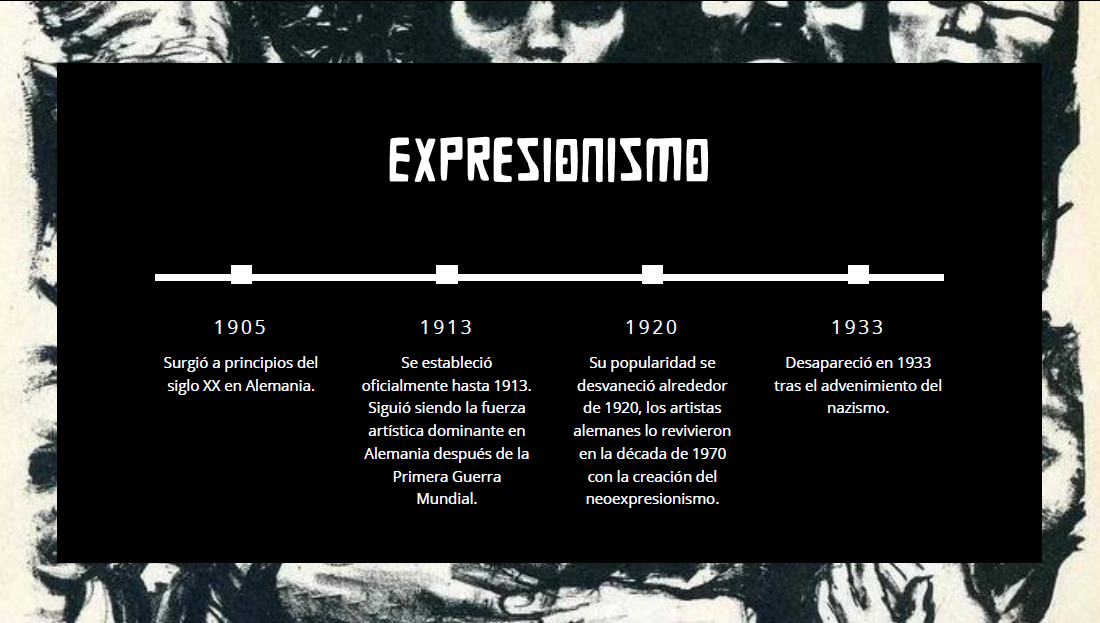 EXPRESIONISMO
1905
Surgió a principios del
siglo XX en Alemania.
1913
Se estableció
oficialmente hasta 1913.
Siguió siendo la fuerza
artística dominante en
Alemania después de la
Primera Guerra
Mundial.
1920
Su popularidad se
desvaneció alrededor
de 1920, los artistas
alemanes lo revivieron
en la década de 1970
con la creación del
neoexpresionismo.
1933
Desapareció en 1933
tras el advenimiento del
nazismo.